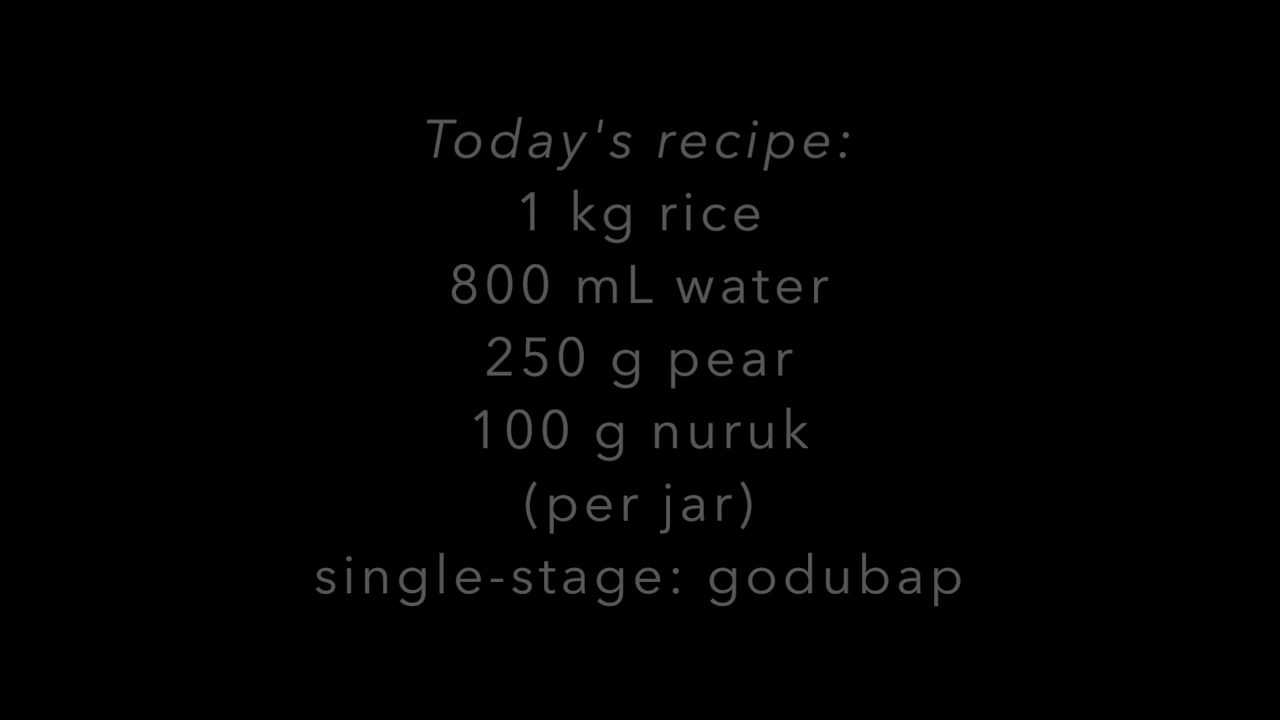 Today's recipe:
1 kg rice
800 mL water
250 g pear
100 g nuruk
(per jar)
single-stage: godubap